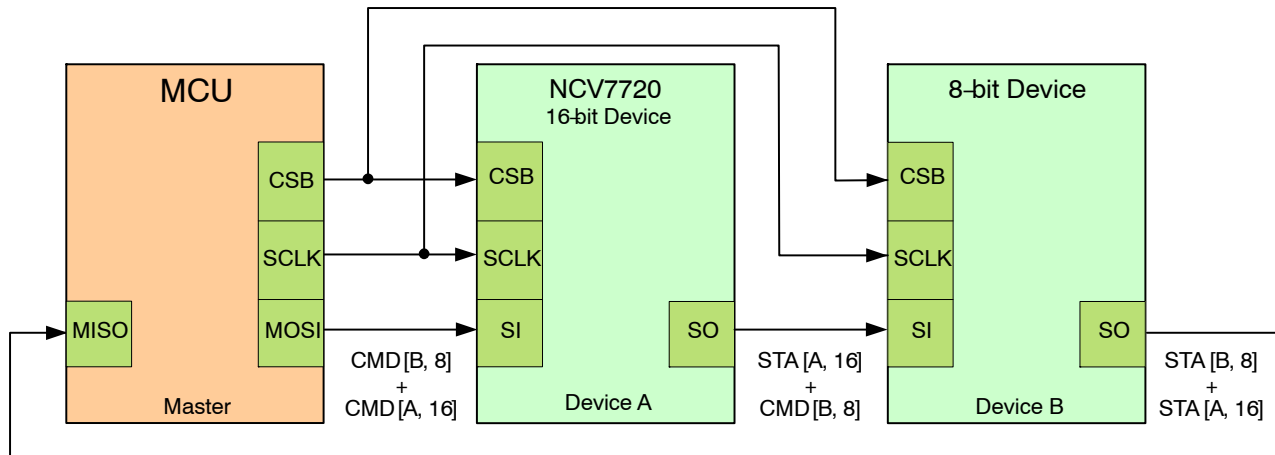 MCU
CSB
SCLK
MISO
MOSI
Master
CMD[B, 8]
+
CMD[A, 16]
NCV7720
16-bit Device
CSB
SCLK
SI
SO
Device A
STA[A, 16]
+
CMD[B, 8]
8-bit Device
CSB
SCLK
SI
SO
Device B
STA[B, 8]
+
STA[A, 16]